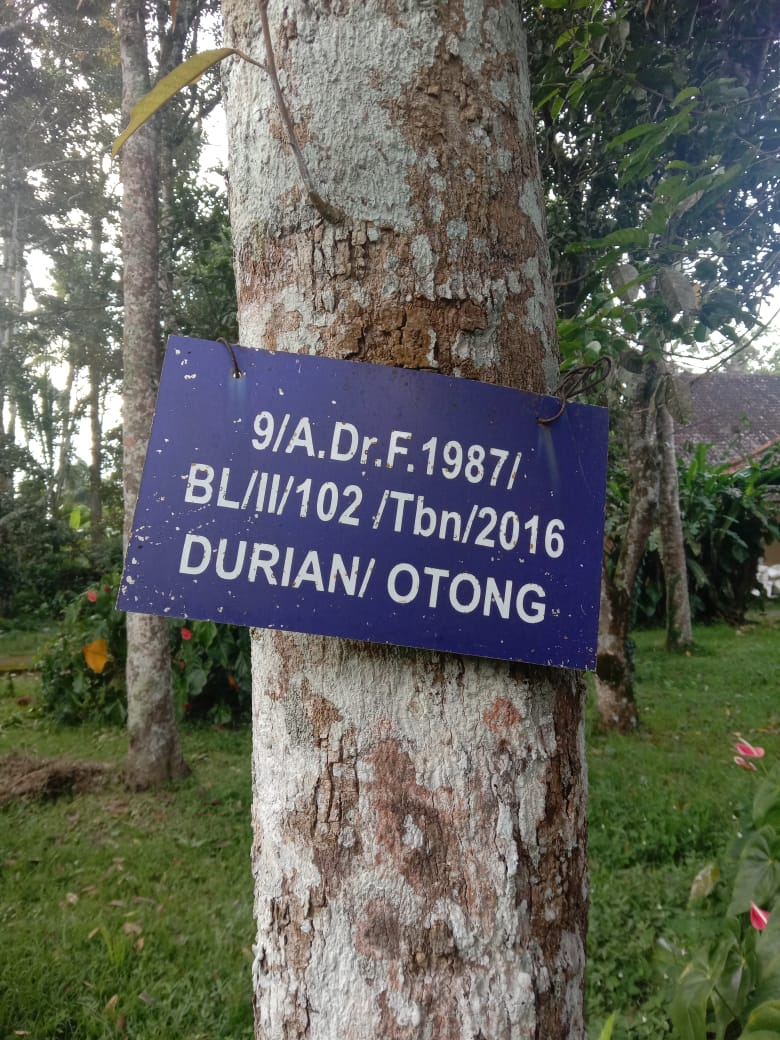 9/A.Dr.F.1987/
BL/II/102 /Tbn/2016
DURIAN/ OTONG